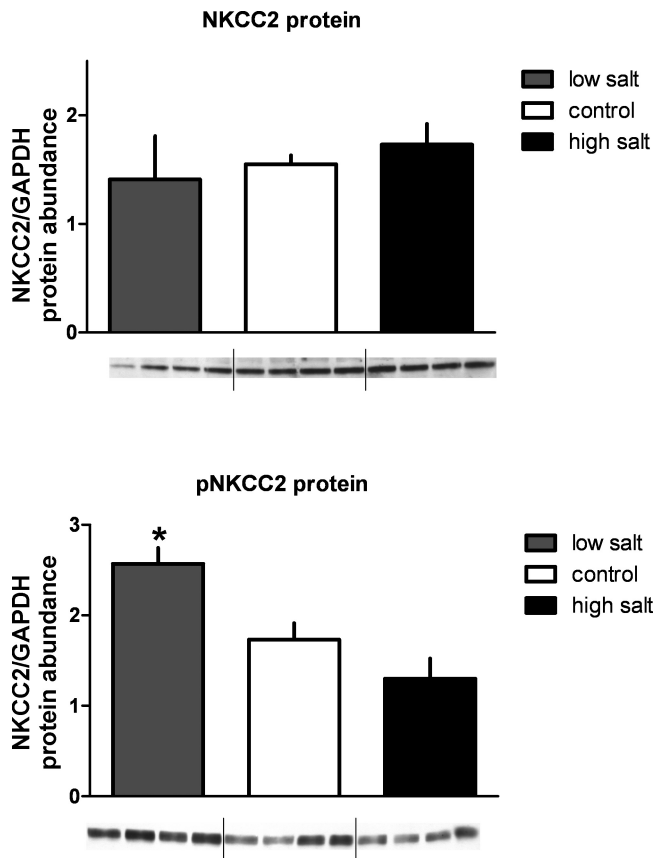 NKCC2 protein
NKCC2/GAPDH
protein abundance
2
1
0
low salt
control
high salt
pNKCC2 protein
NKCC2/GAPDH
protein abundance
3
2
1
0
*
low salt
control
high salt